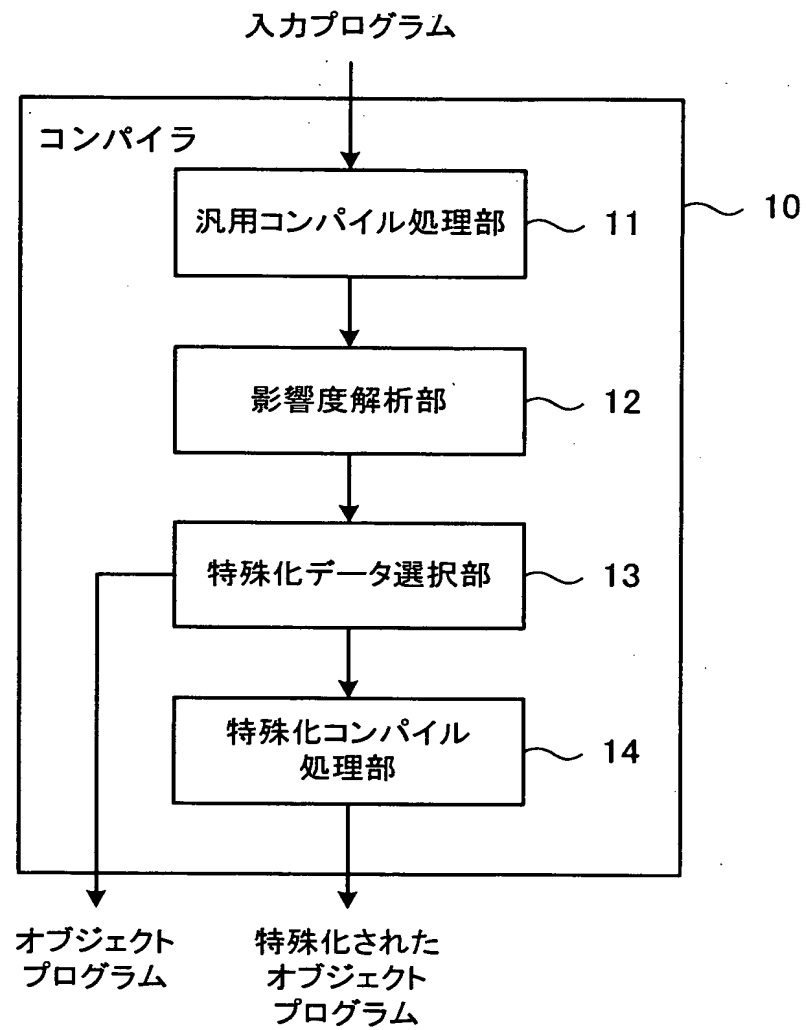 入力プログラム
コンパイラ
汎用コンパイル処理部
11
10
影響度解析部
12
特殊化データ選択部
13
特殊化コンパイル
処理部
14
オブジェクト
プログラム
特殊化された
オブジェクト
プログラム